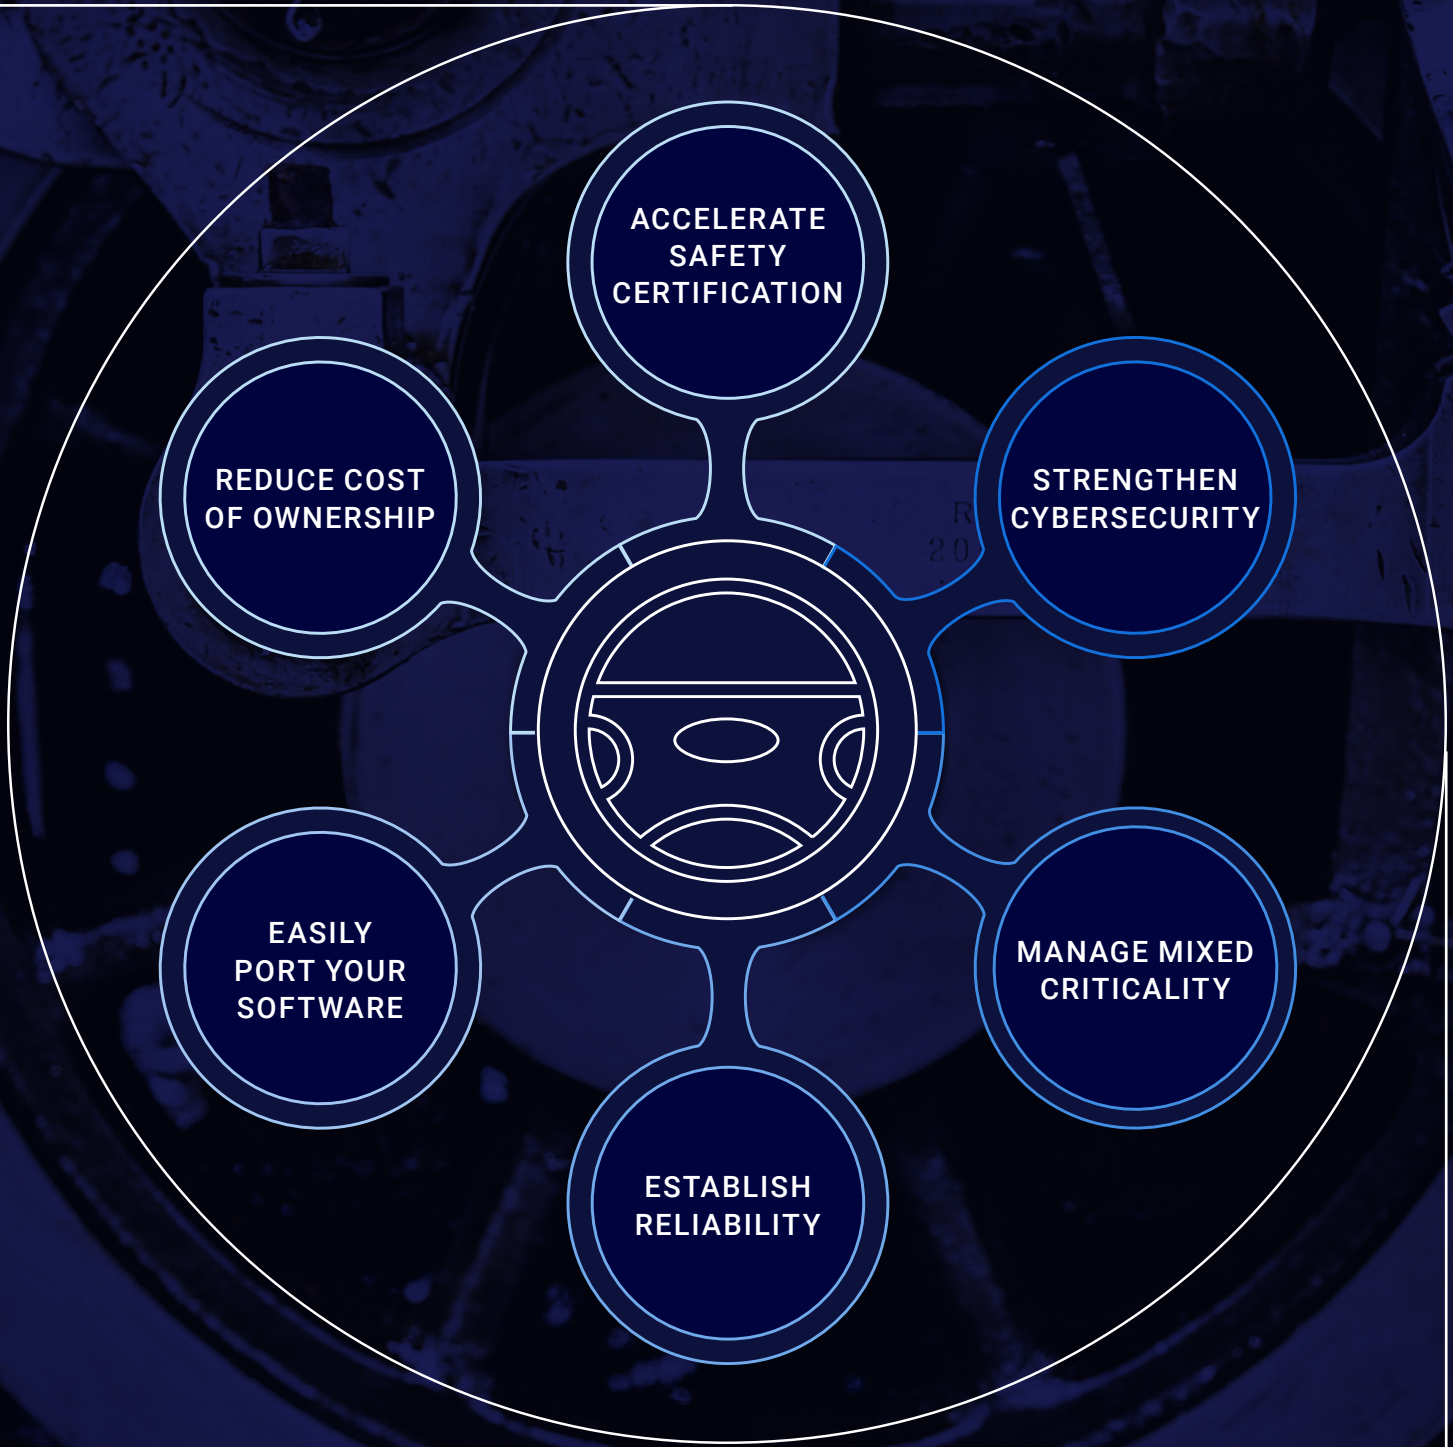 ACCELERATE
SAFETY
CERTIFICATION
STRENGTHEN
CYBERSECURITY
MANAGE MIXED
CRITICALITY
ESTABLISH
RELIABILITY
EASILY
PORT YOUR
SOFTWARE
REDUCE COST
OF OWNERSHIP